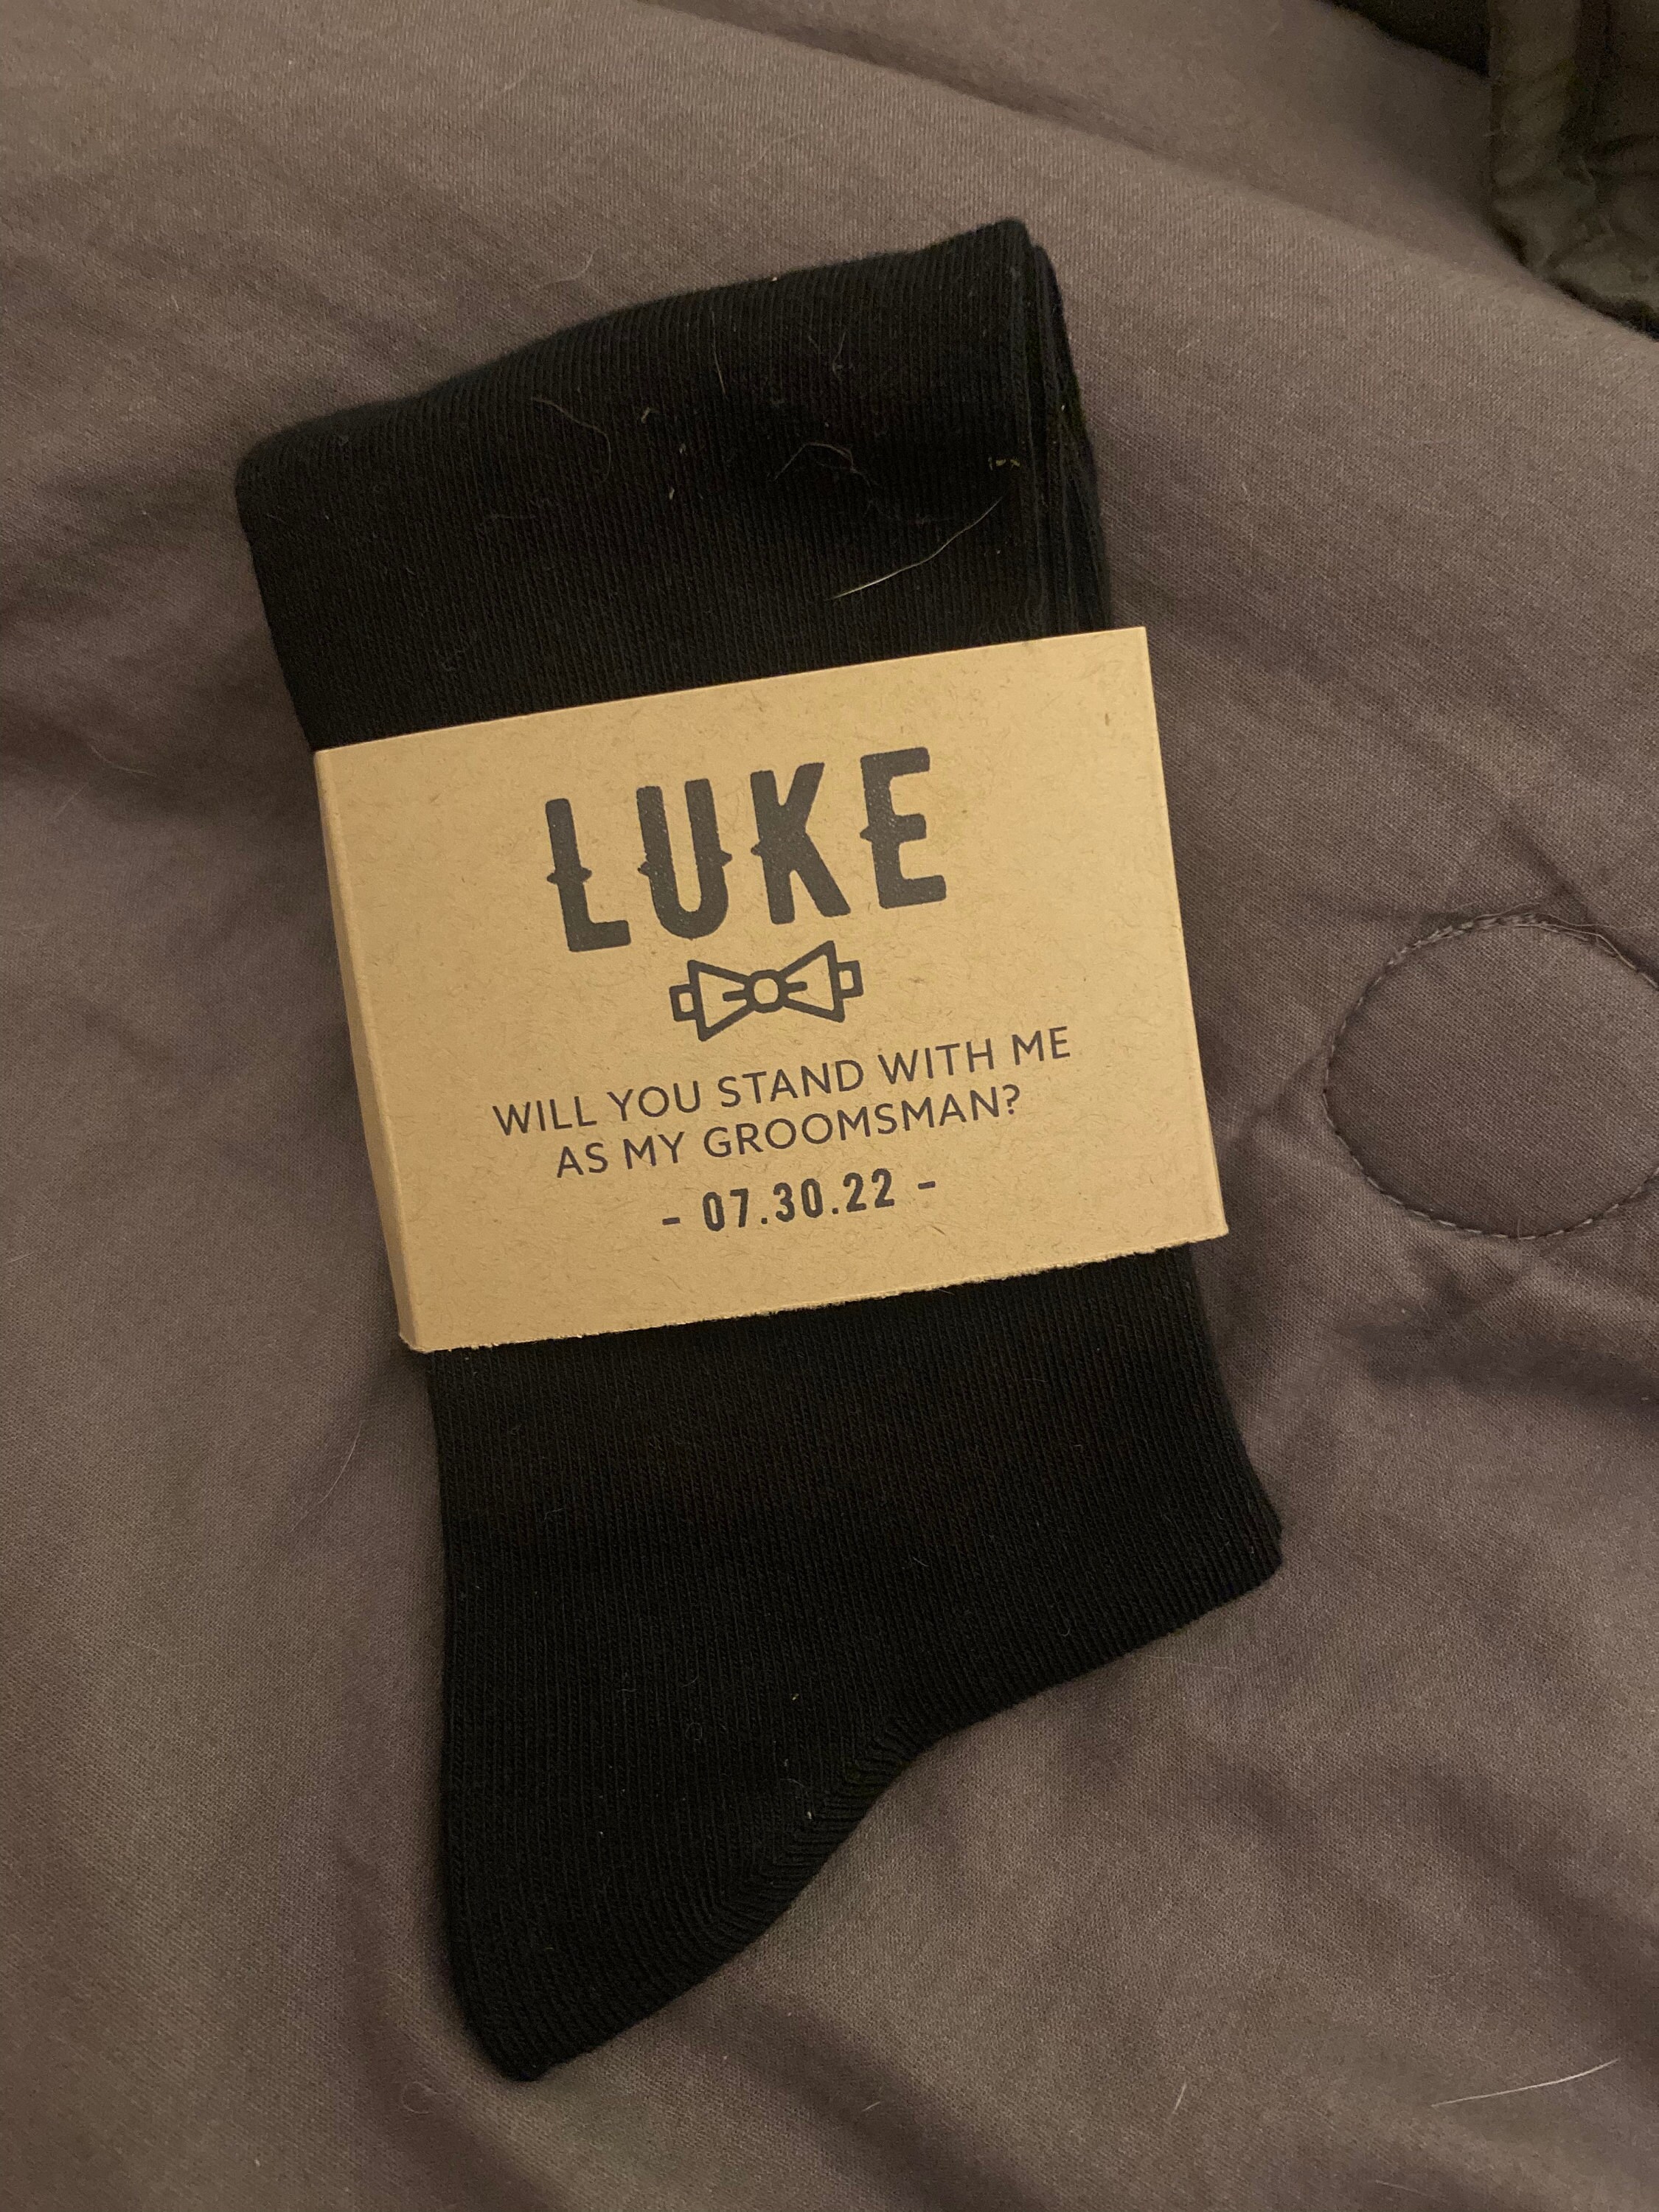 LUKE
WILL YOU STAND WITH ME
AS MY GROOMSMAN?
- 07.30.22 -